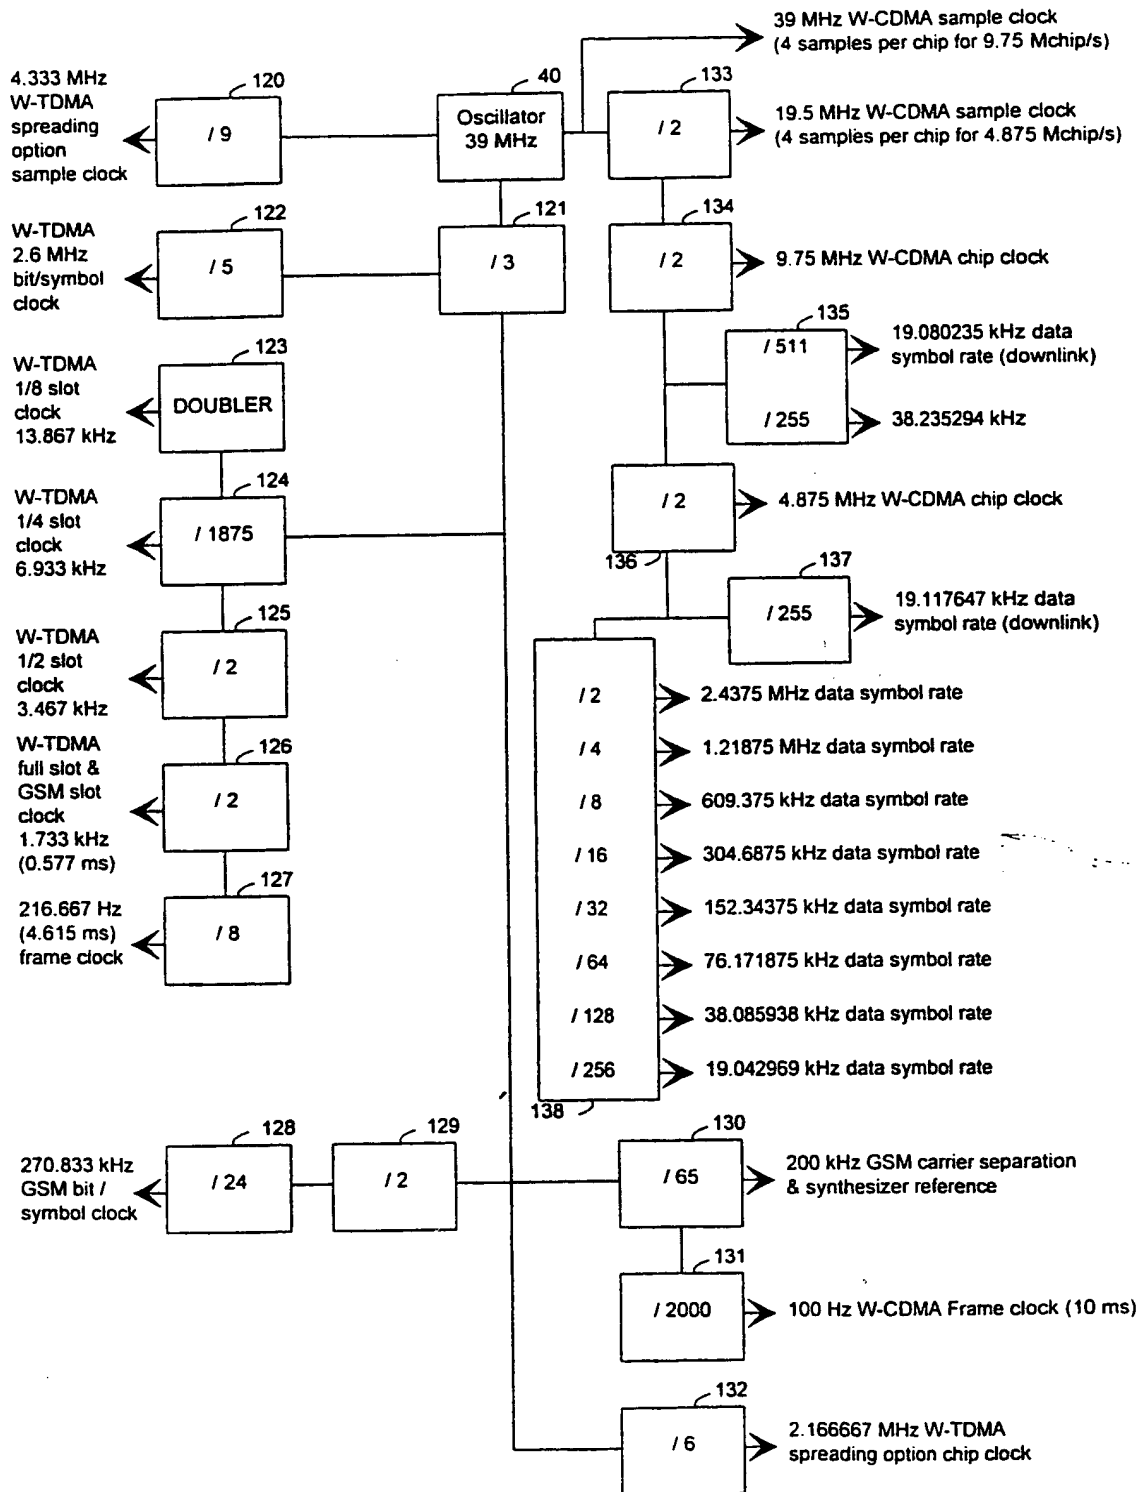 39 MHz W-CDMA sample clock
(4 samples per chip for 9.75 Mchip/s)
4.333 MHz
W-TDMA
spreading
option
sample clock
120
/ 9
40
Oscillator
39 MHz
133
/ 2
19.5 MHz W-CDMA sample clock
(4 samples per chip for 4.875 Mchip/s)
W-TDMA
2.6 MHz
bit/symbol
clock
122
/ 5
121
/ 3
134
/ 2
9.75 MHz W-CDMA chip clock
135
/ 511
19.080235 kHz data
symbol rate (downlink)
/ 255
38.235294 kHz
W-TDMA
1/8 slot
clock
13.867 kHz
123
DOUBLER
W-TDMA
1/4 slot
clock
6.933 kHz
124
/ 1875
/ 2
136
4.875 MHz W-CDMA chip clock
137
/ 255
19.117647 kHz data
symbol rate (downlink)
W-TDMA
1/2 slot
clock
3.467 kHz
125
/ 2
W-TDMA
full slot &
GSM slot
clock
1.733 kHz
(0.577 ms)
126
/ 2
216.667 Hz
(4.615 ms)
frame clock
127
/ 8
/ 2
2.4375 MHz data symbol rate
/ 4
1.21875 MHz data symbol rate
/ 8
609.375 kHz data symbol rate
/ 16
304.6875 kHz data symbol rate
/ 32
152.34375 kHz data symbol rate
/ 64
76.171875 kHz data symbol rate
/ 128
38.085938 kHz data symbol rate
/ 256
19.042969 kHz data symbol rate
138
270.833 kHz
GSM bit /
symbol clock
128
/ 24
129
/ 2
130
/ 65
200 kHz GSM carrier separation
& synthesizer reference
131
/ 2000
100 Hz W-CDMA Frame clock (10 ms)
132
/ 6
2.166667 MHz W-TDMA
spreading option chip clock